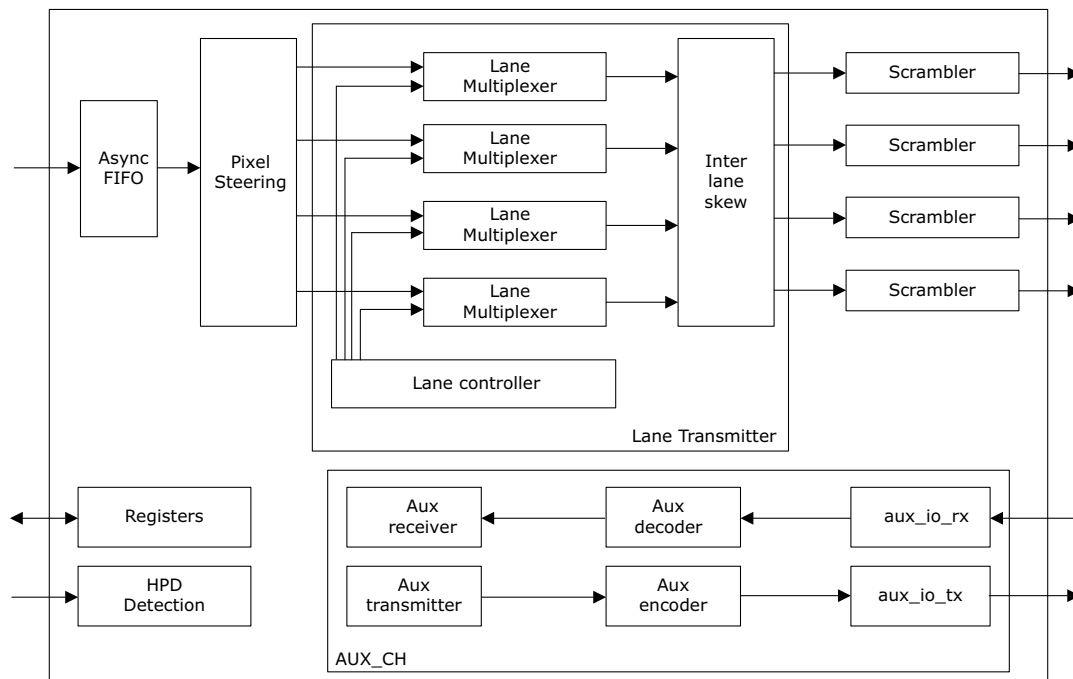 Async
FIFO
Pixel
Steering
Lane
Multiplexer
Lane
Multiplexer
Lane
Multiplexer
Lane
Multiplexer
Lane controller
Inter
lane
skew
Lane Transmitter
Scrambler
Scrambler
Scrambler
Scrambler
Registers
HPD
Detection
Aux
receiver
Aux
decoder
aux_io_rx
Aux
transmitter
Aux
encoder
aux_io_tx
AUX_CH